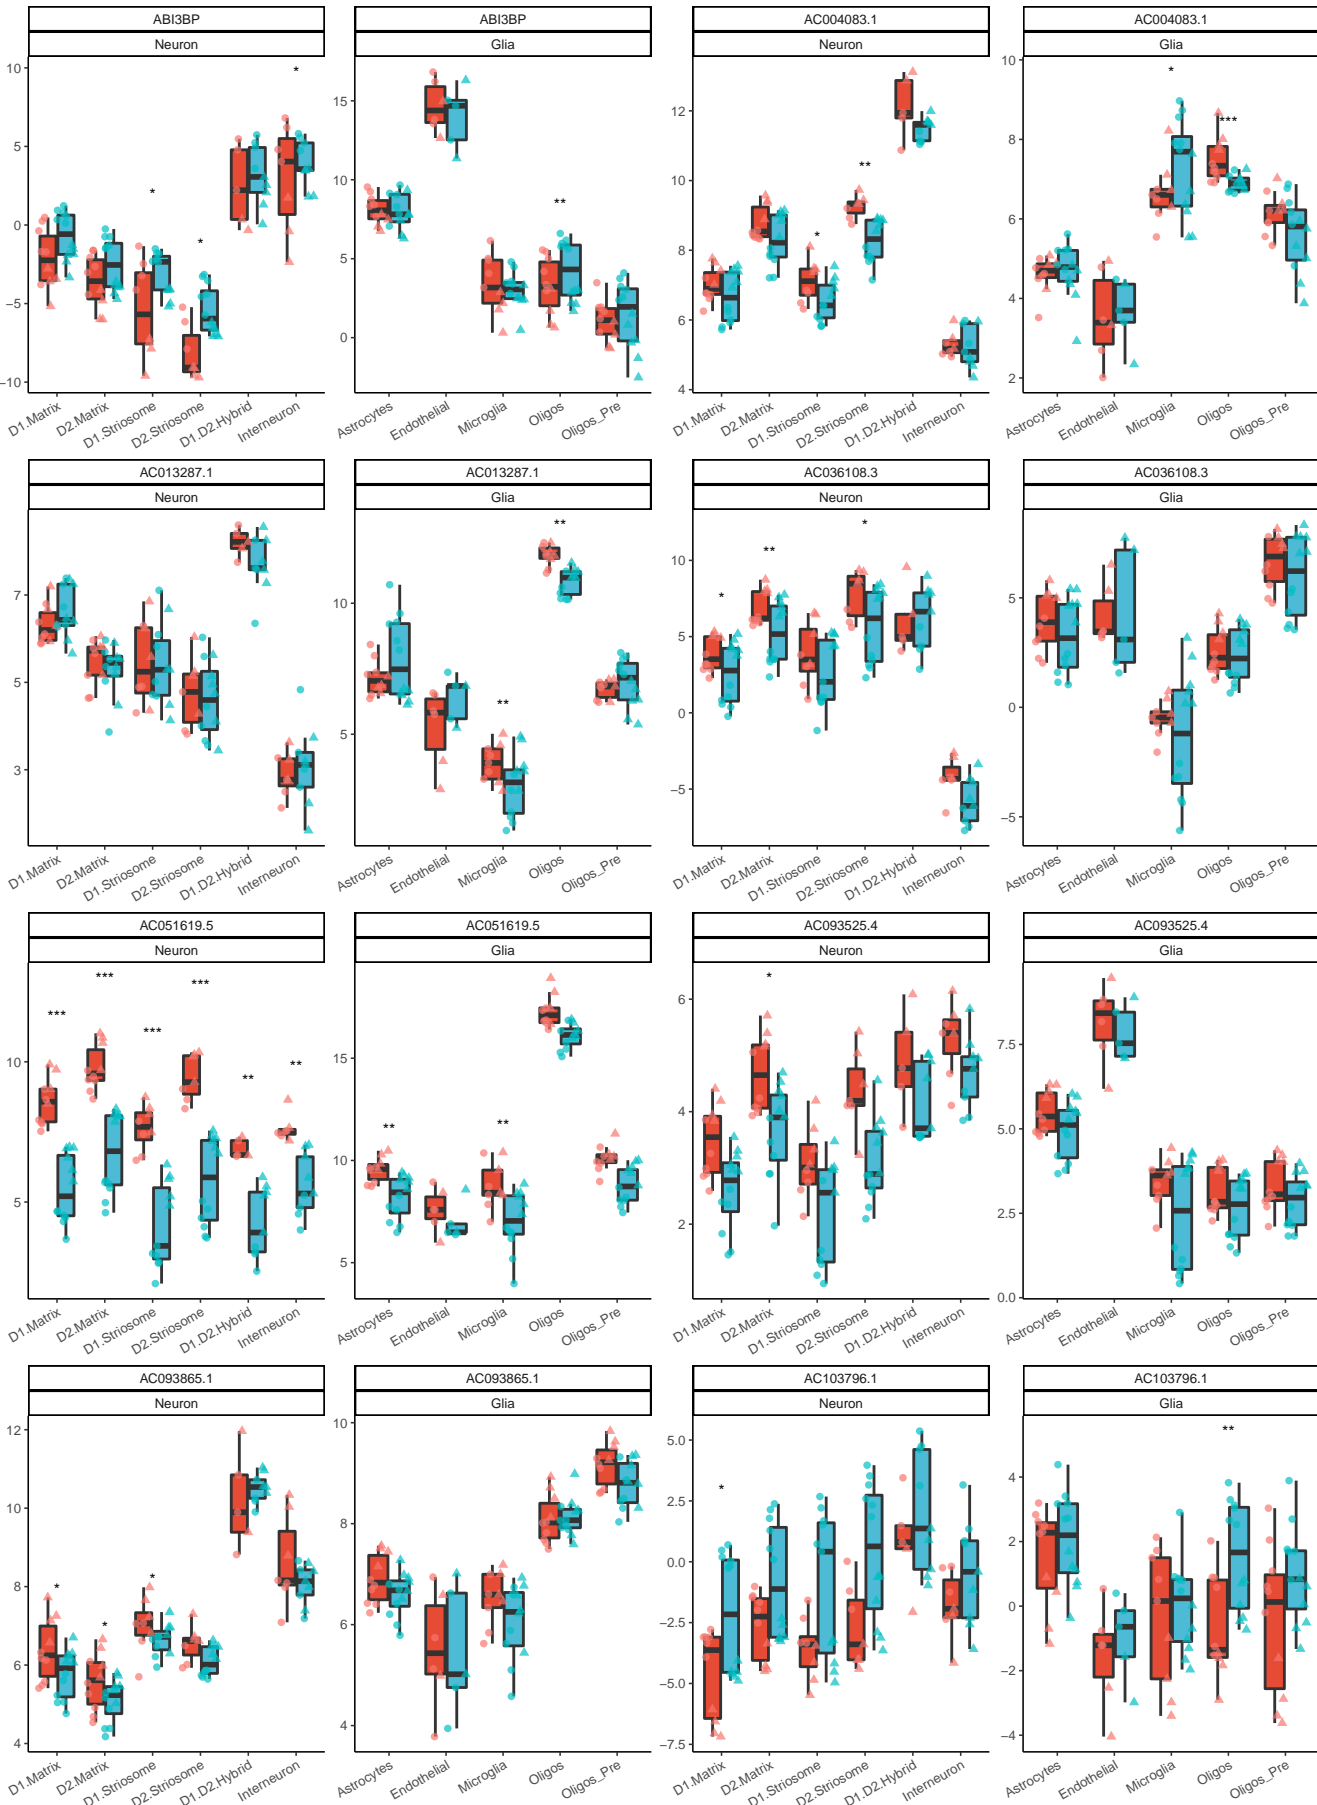 ABI3BP
Neuron
*
*
*
10
5
0
−5
−10
D1.Matrix
D2.Matrix
D1.Striosome
D2.Striosome
D1.D2.Hybrid
Interneuron
ABI3BP
Glia
**
15
10
5
0
Astrocytes
Endothelial
Microglia
Oligos
Oligos_Pre
AC004083.1
Neuron
*
**
12
10
8
6
4
D1.Matrix
D2.Matrix
D1.Striosome
D2.Striosome
D1.D2.Hybrid
Interneuron
AC004083.1
Glia
*
***
10
8
6
4
2
Astrocytes
Endothelial
Microglia
Oligos
Oligos_Pre
AC013287.1
Neuron
7
5
3
D1.Matrix
D2.Matrix
D1.Striosome
D2.Striosome
D1.D2.Hybrid
Interneuron
AC013287.1
Glia
**
**
10
5
Astrocytes
Endothelial
Microglia
Oligos
Oligos_Pre
AC036108.3
Neuron
*
**
*
10
5
0
−5
D1.Matrix
D2.Matrix
D1.Striosome
D2.Striosome
D1.D2.Hybrid
Interneuron
AC036108.3
Glia
5
0
−5
Astrocytes
Endothelial
Microglia
Oligos
Oligos_Pre
AC051619.5
Neuron
***
***
***
***
**
**
10
5
D1.Matrix
D2.Matrix
D1.Striosome
D2.Striosome
D1.D2.Hybrid
Interneuron
AC051619.5
Glia
**
**
15
10
5
Astrocytes
Endothelial
Microglia
Oligos
Oligos_Pre
AC093525.4
Neuron
*
6
4
2
D1.Matrix
D2.Matrix
D1.Striosome
D2.Striosome
D1.D2.Hybrid
Interneuron
AC093525.4
Glia
7.5
5.0
2.5
0.0
Astrocytes
Endothelial
Microglia
Oligos
Oligos_Pre
AC093865.1
Neuron
*
*
*
12
10
8
6
4
D1.Matrix
D2.Matrix
D1.Striosome
D2.Striosome
D1.D2.Hybrid
Interneuron
AC093865.1
Glia
10
8
6
4
Astrocytes
Endothelial
Microglia
Oligos
Oligos_Pre
AC103796.1
Neuron
*
5.0
2.5
0.0
−2.5
−5.0
−7.5
D1.Matrix
D2.Matrix
D1.Striosome
D2.Striosome
D1.D2.Hybrid
Interneuron
AC103796.1
Glia
**
4
2
0
−2
−4
Astrocytes
Endothelial
Microglia
Oligos
Oligos_Pre